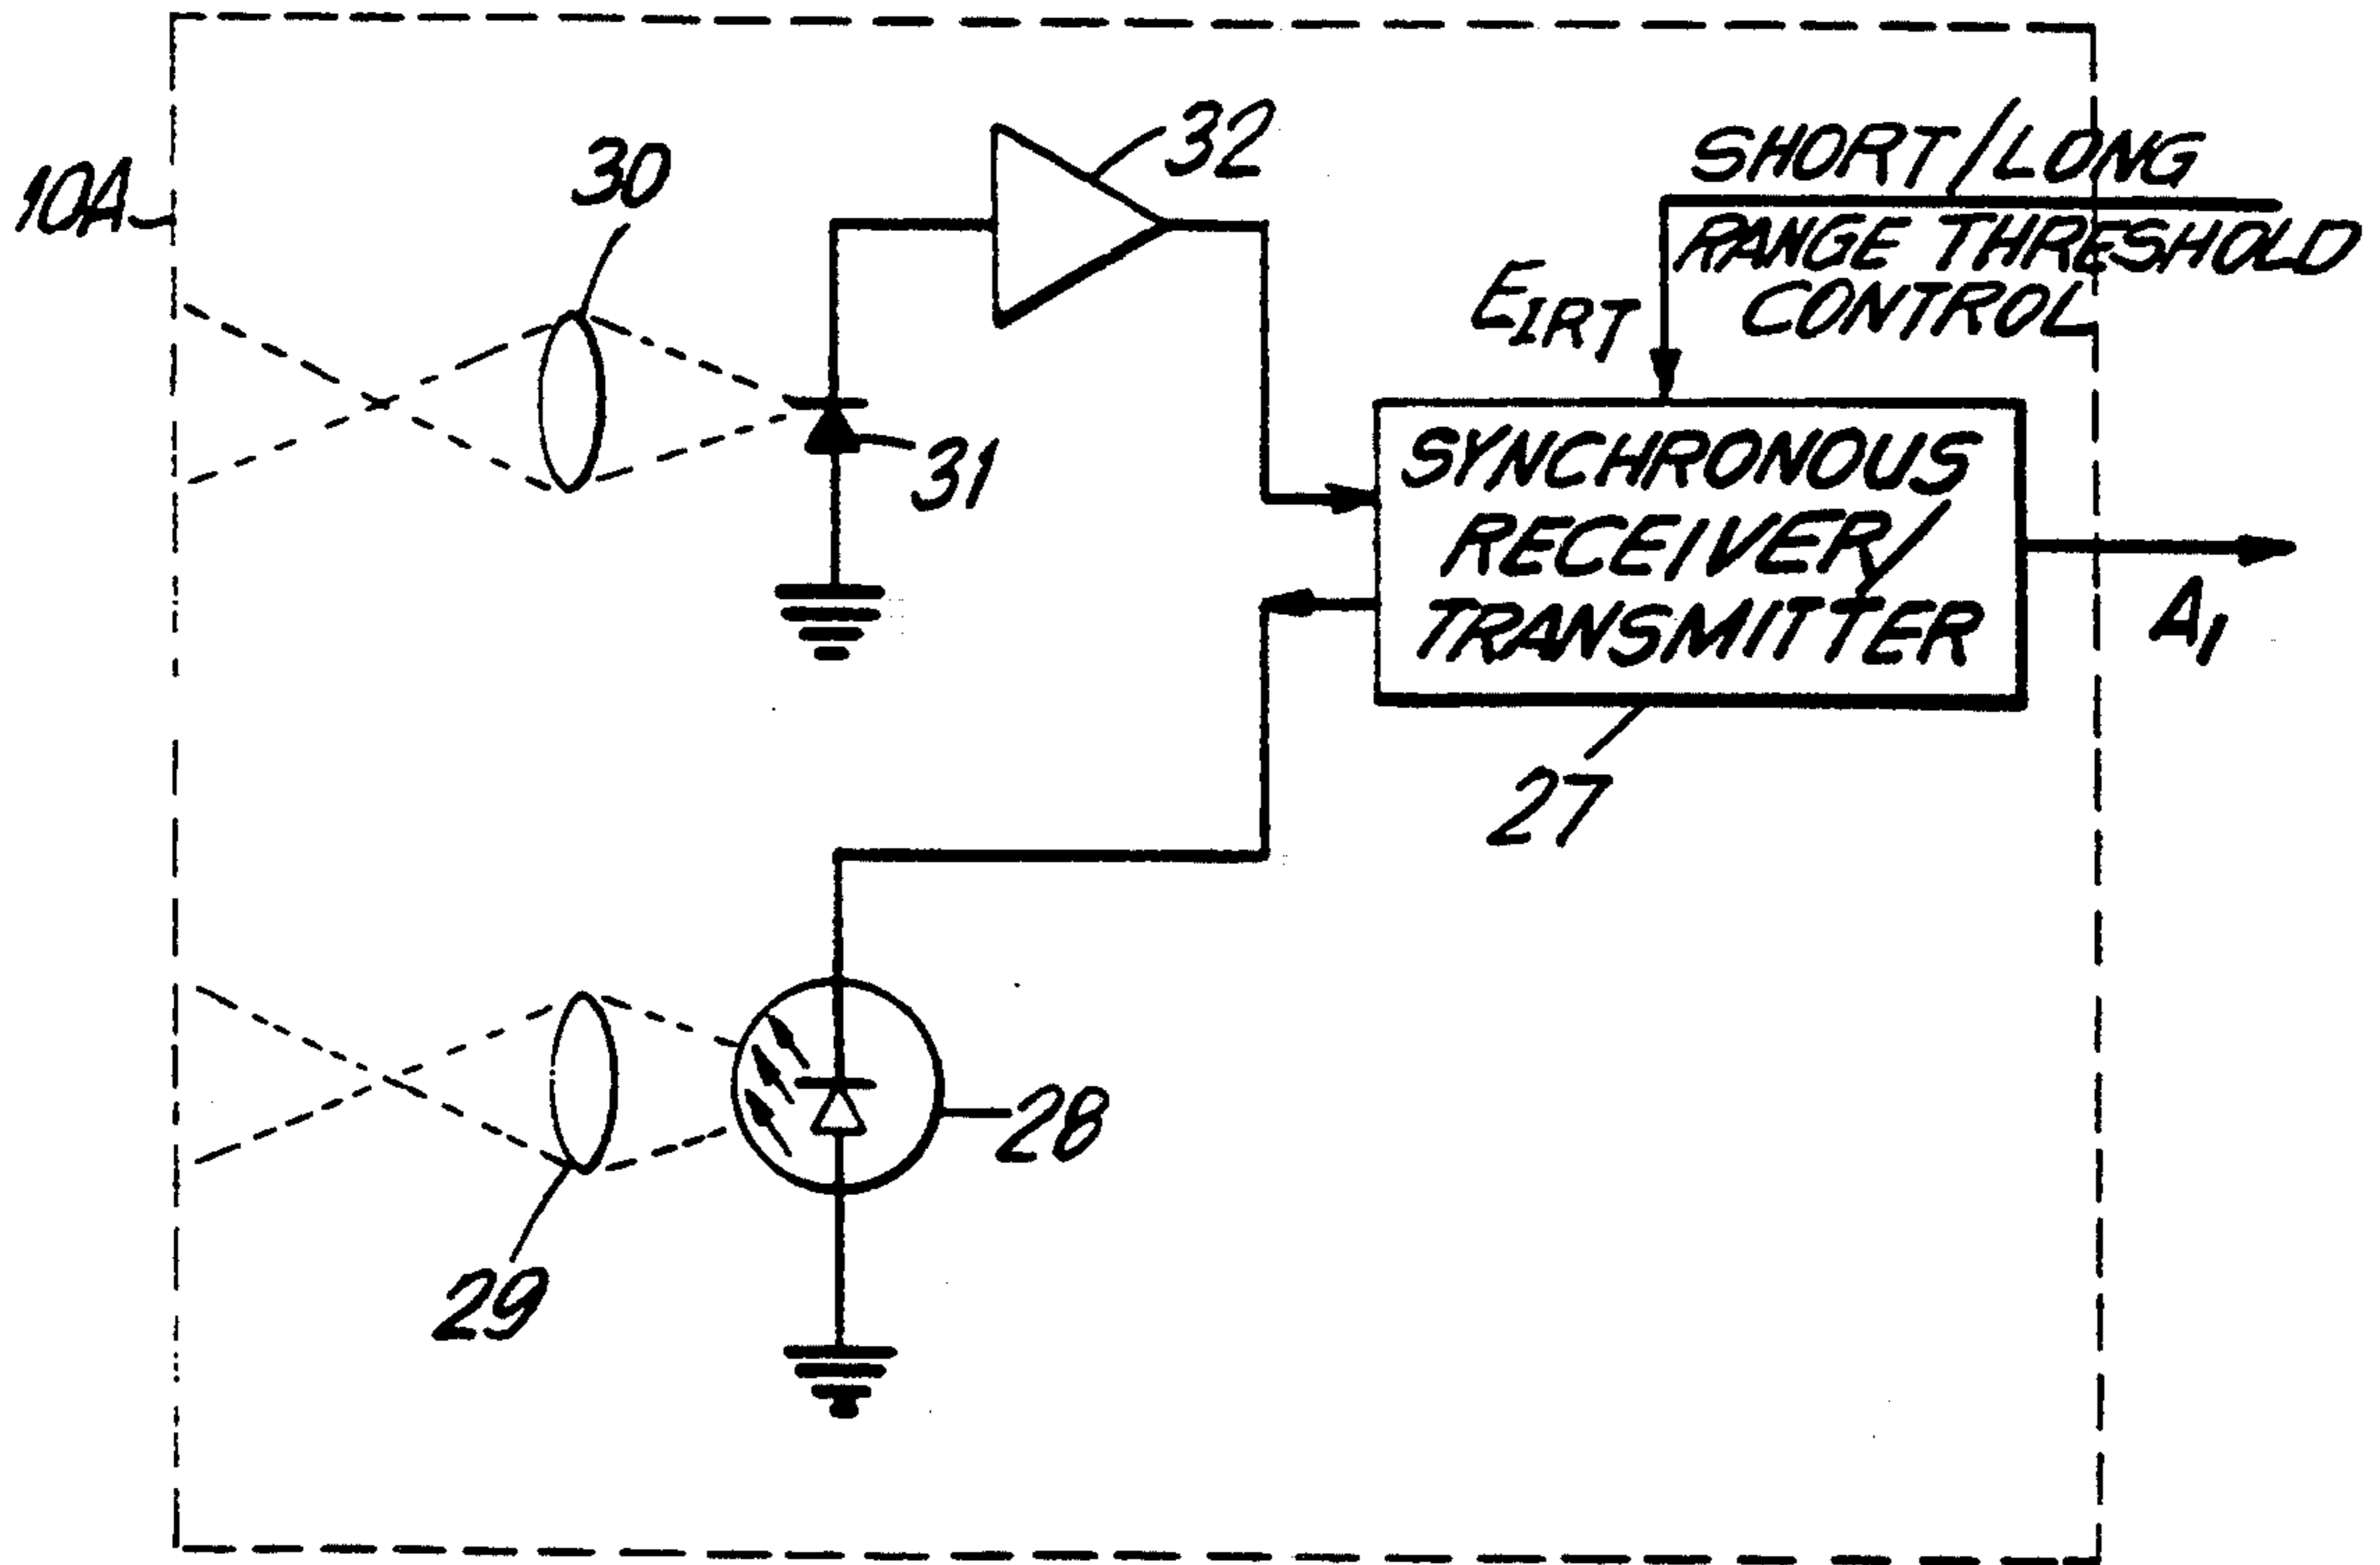 10A
30
32
SHORT/LONG
RANGE THRESHOLD
CONTROL
EIRT
31
SYNCHRONOUS
RECEIVER/
TRANSMITTER
A1
27
28
29